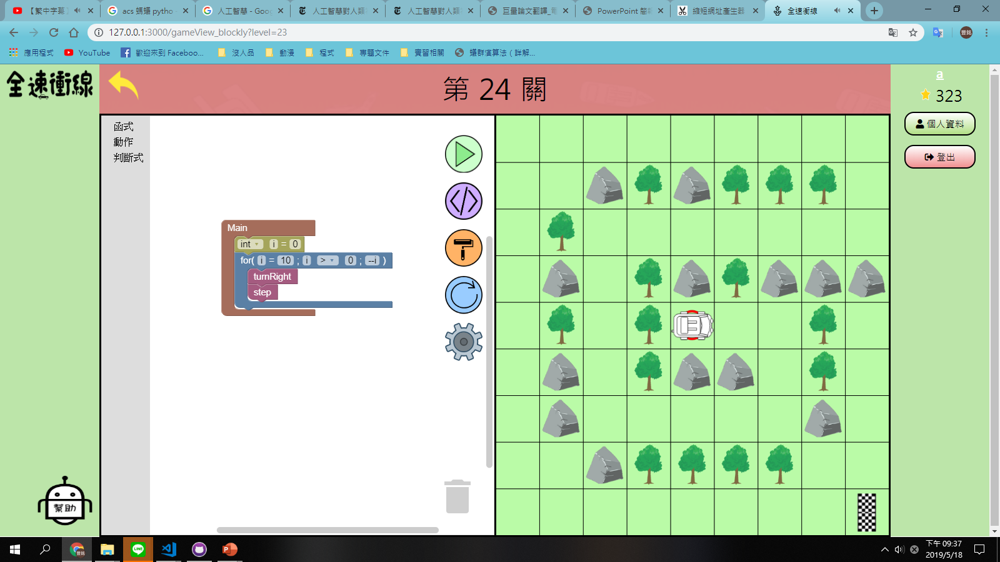 【繁中字幕】
acs 螞蟻 pytho
人工智慧 - Goo
人工智慧對人類
人工智慧對人類
巨量論文翻譯_電
PowerPoint 簡報
縮短網址產生器
全速衝線
127.0.0.1:3000/gameView_blockly?level=23
應用程式
YouTube
歡迎來到 Faceboo...
沒人品
動漫
程式
專題文件
實習相關
蟻群演算法（詳解...
全速衝線
第 24 關
a
323
個人資料
登出
函式
動作
判斷式
Main
int i = 0
for( i = 10 ; i > 0 ; --i )
turnRight
step
幫助
LINE
下午 09:37
2019/5/18